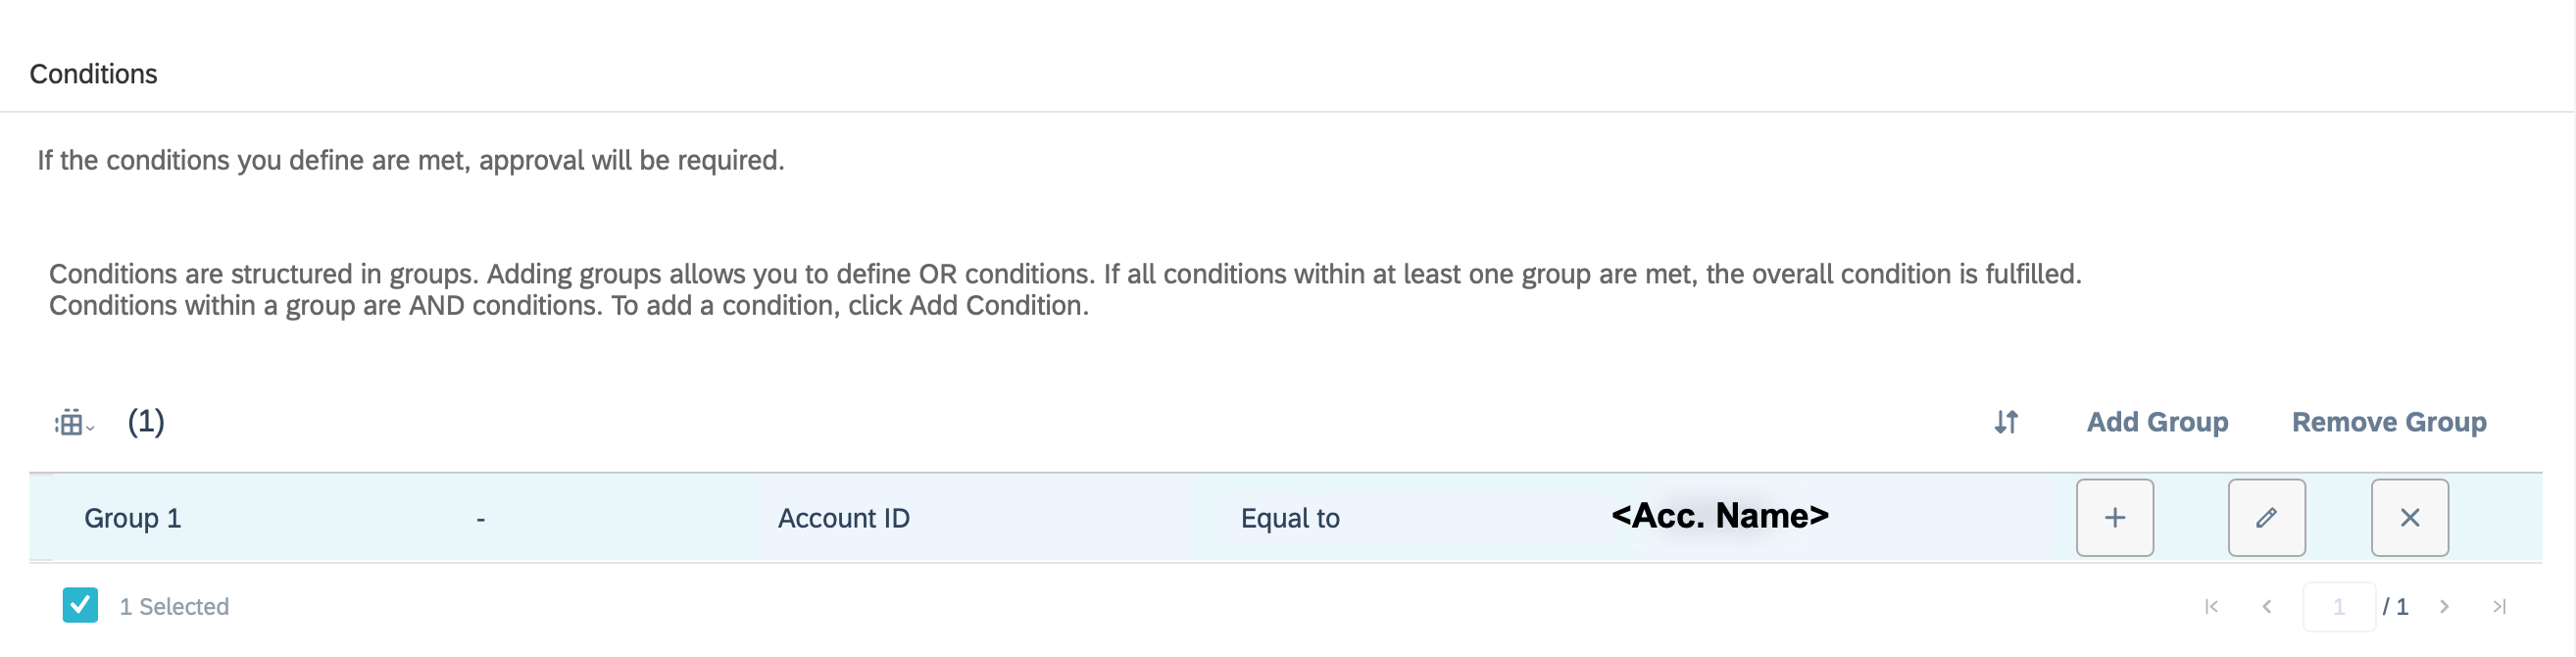 Conditions
If the conditions you define are met, approval will be required.
Conditions are structured in groups. Adding groups allows you to define OR conditions. If all conditions within at least one group are met, the overall condition is fulfilled.
Conditions within a group are AND conditions. To add a condition, click Add Condition.
(1) Add Group Remove Group
Group 1 - Account ID Equal to <Acc. Name>
1 Selected 1 / 1